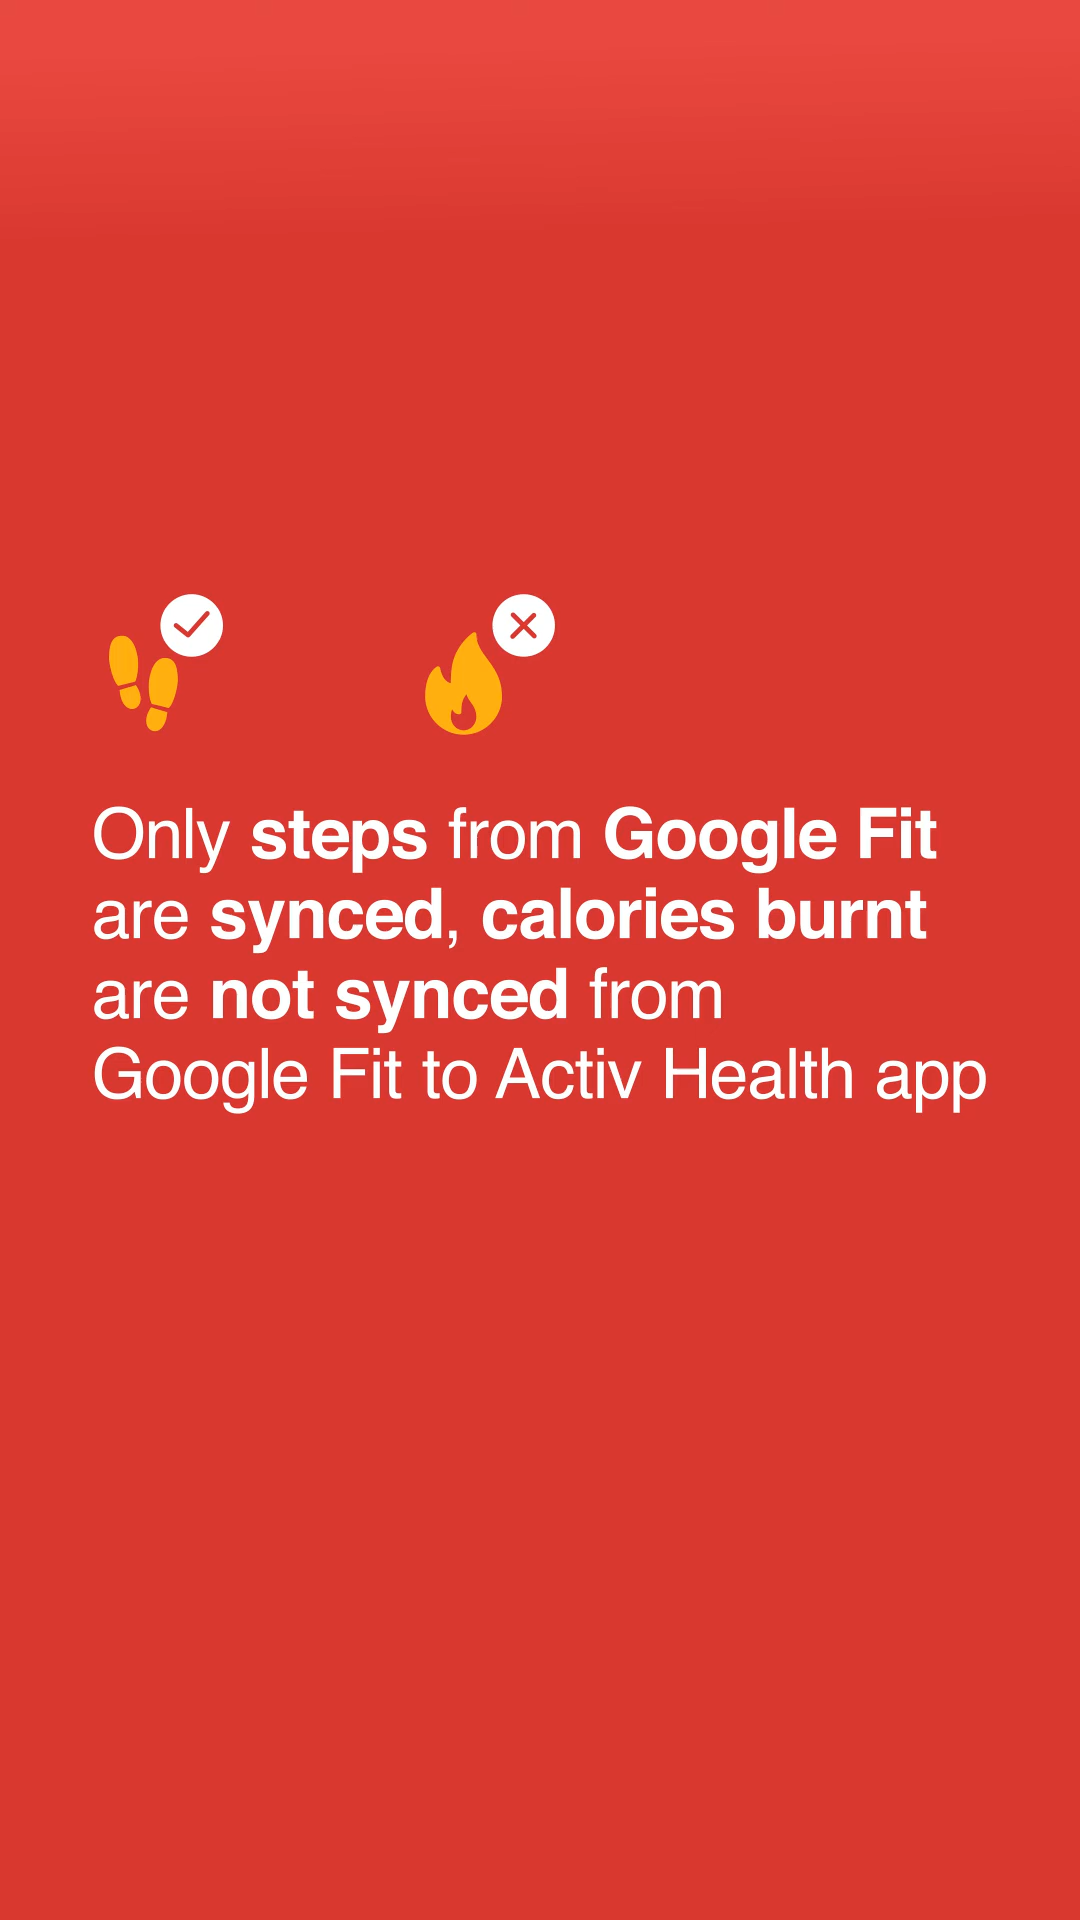 Only steps from Google Fit
are synced, calories burnt
are not synced from
Google Fit to Activ Health app